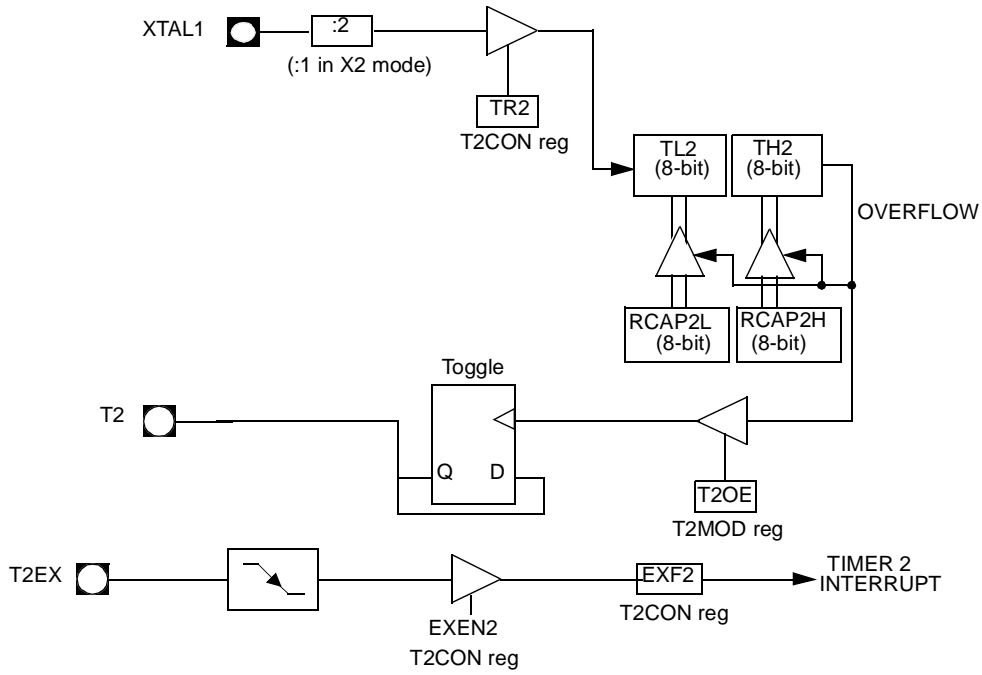 XTAL1
:2
(:1 in X2 mode)
TR2
T2CON reg
TL2
(8-bit)
TH2
(8-bit)
OVERFLOW
RCAP2L
(8-bit)
RCAP2H
(8-bit)
Toggle
T2
Q
D
T2OE
T2MOD reg
T2EX
EXEN2
T2CON reg
EXF2
T2CON reg
TIMER 2
INTERRUPT